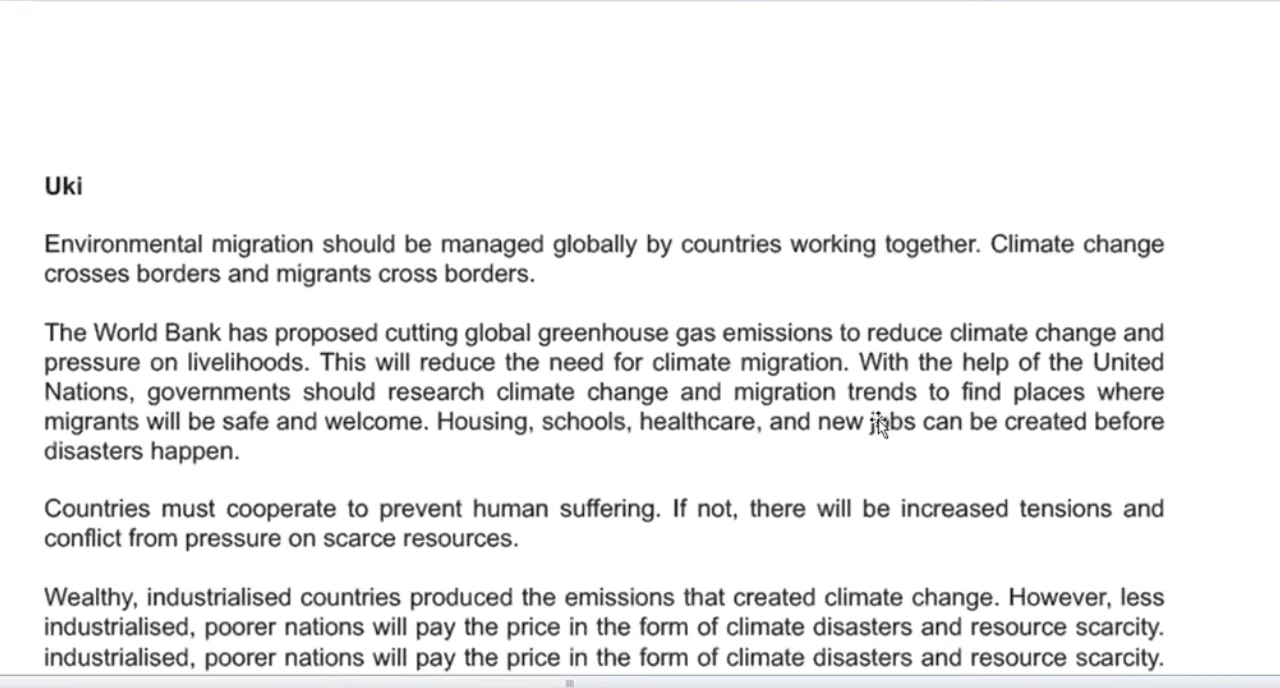 Uki
Environmental migration should be managed globally by countries working together. Climate change
crosses borders and migrants cross borders.
The World Bank has proposed cutting global greenhouse gas emissions to reduce climate change and
pressure on livelihoods. This will reduce the need for climate migration. With the help of the United
Nations, governments should research climate change and migration trends to find places where
migrants will be safe and welcome. Housing, schools, healthcare, and new jobs can be created before
disasters happen.
Countries must cooperate to prevent human suffering. If not, there will be increased tensions and
conflict from pressure on scarce resources.
Wealthy, industrialised countries produced the emissions that created climate change. However, less
industrialised, poorer nations will pay the price in the form of climate disasters and resource scarcity.
industrialised, poorer nations will pay the price in the form of climate disasters and resource scarcity.